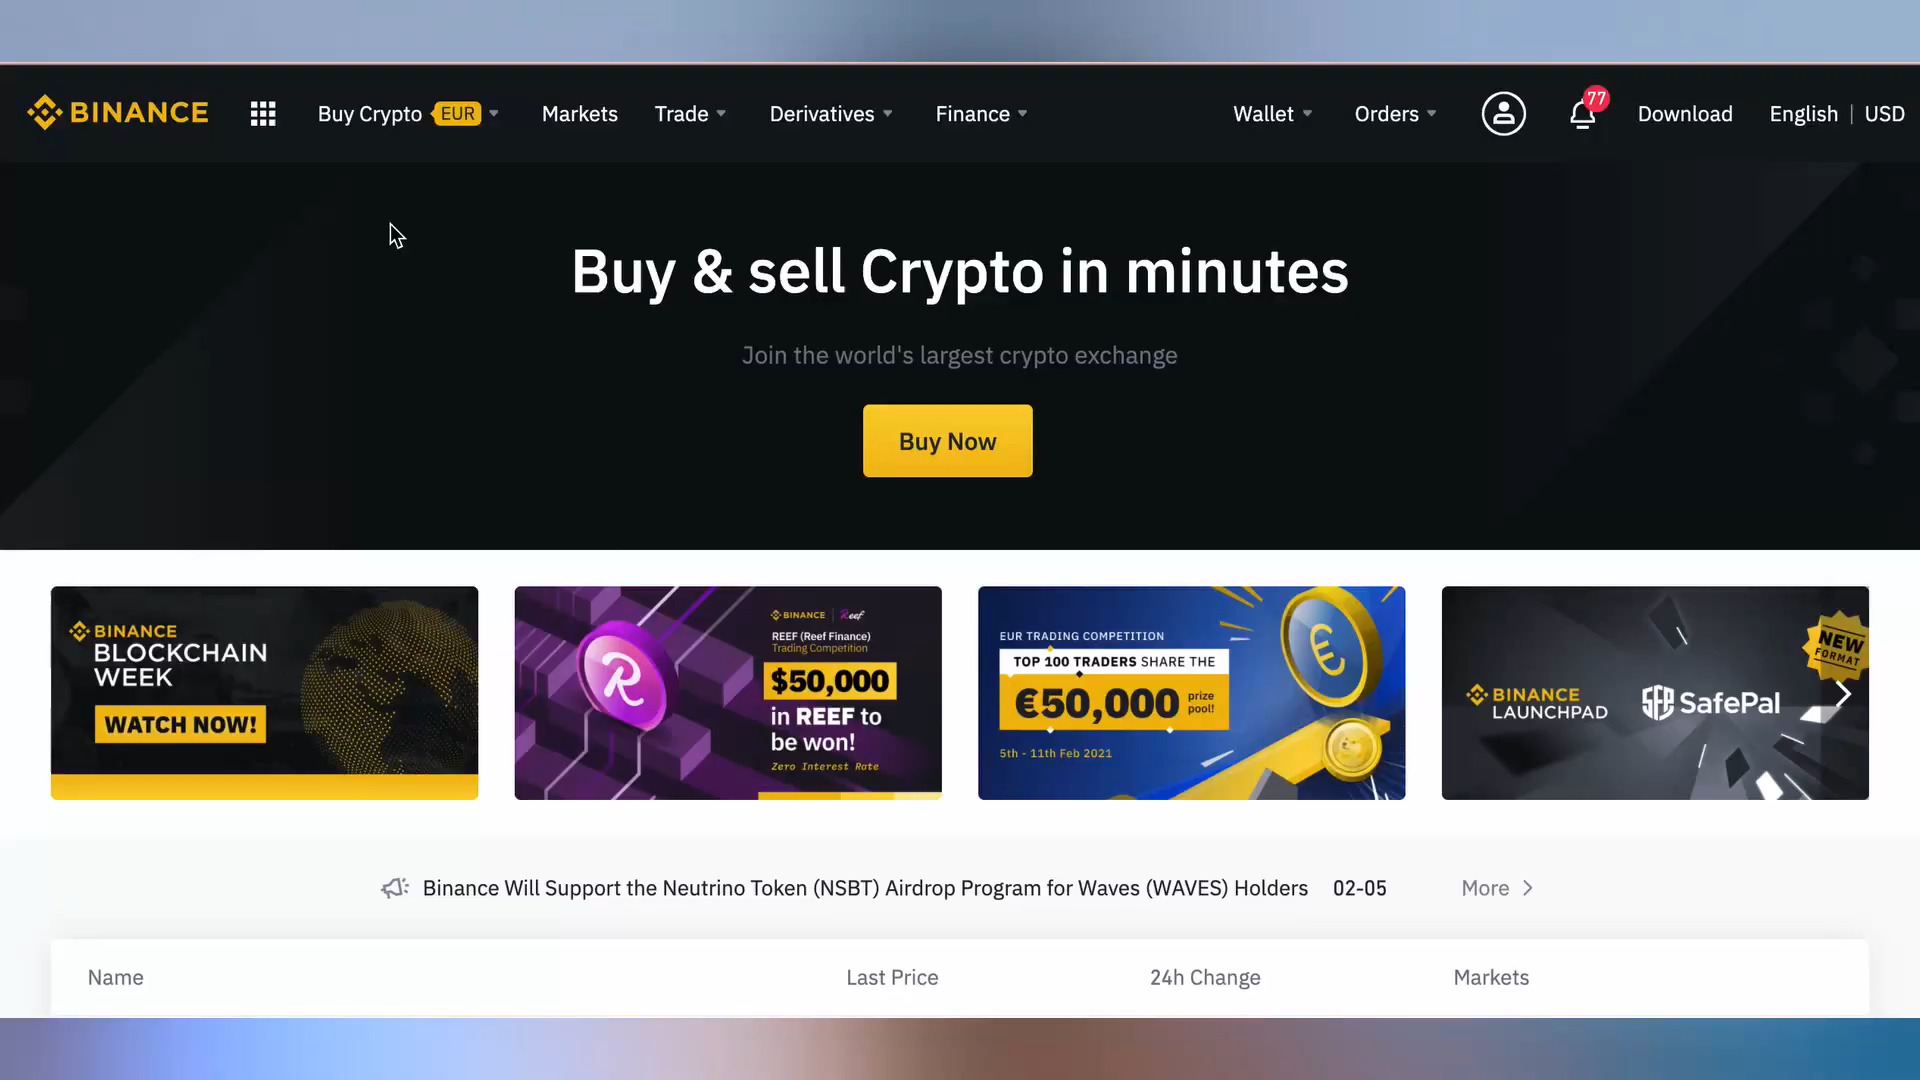 BINANCE
Buy Crypto EUR
Markets
Trade
Derivatives
Finance
Wallet
Orders
77
Download
English | USD
Buy & sell Crypto in minutes
Join the world's largest crypto exchange
Buy Now
BINANCE
BLOCKCHAIN
WEEK
WATCH NOW!
BINANCE | Reef
REEF (Reef Finance)
Trading Competition
$50,000
in REEF to
be won!
Zero Interest Rate
EUR TRADING COMPETITION
TOP 100 TRADERS SHARE THE
€50,000 prize
pool!
5th - 11th Feb 2021
NEW
FORMAT
BINANCE
LAUNCHPAD
SafePal
Binance Will Support the Neutrino Token (NSBT) Airdrop Program for Waves (WAVES) Holders 02-05
More
Name
Last Price
24h Change
Markets